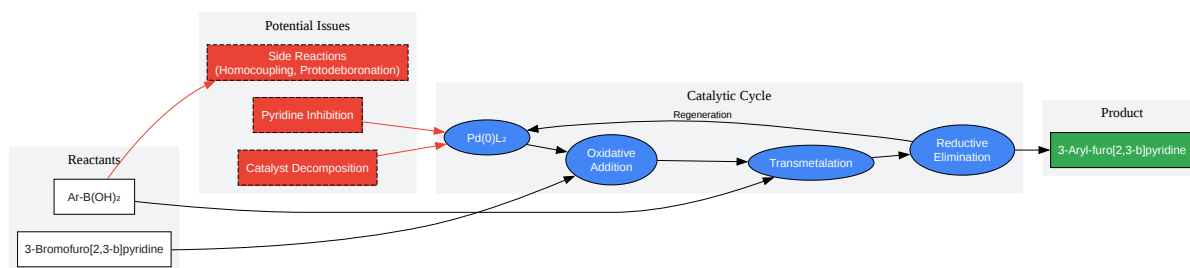 Potential Issues
Side Reactions
(Homocoupling, Protodeboronation)
Pyridine Inhibition
Catalyst Decomposition
Reactants
Ar-B(OH)₂
3-Bromofuro[2,3-b]pyridine
Catalytic Cycle
Regeneration
Pd(0)L₂
Oxidative
Addition
Transmetalation
Reductive
Elimination
Product
3-Aryl-furo[2,3-b]pyridine